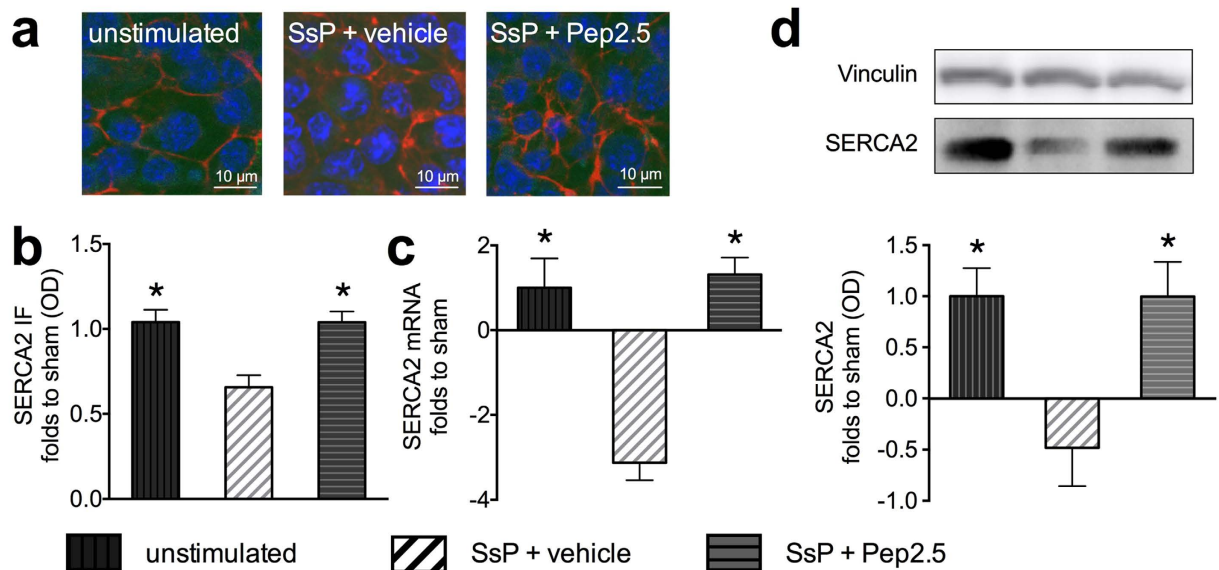 a
unstimulated
SsP + vehicle
SsP + Pep2.5
10 µm
10 µm
10 µm
d
Vinculin
SERCA2
b
SERCA2 IF
folds to sham (OD)
1.5
1.0
0.5
0.0
*
*
c
SERCA2 mRNA
folds to sham
2
0
-2
-4
*
*
SERCA2
folds to sham (OD)
1.5
1.0
0.5
0.0
-0.5
-1.0
*
*
unstimulated
SsP + vehicle
SsP + Pep2.5